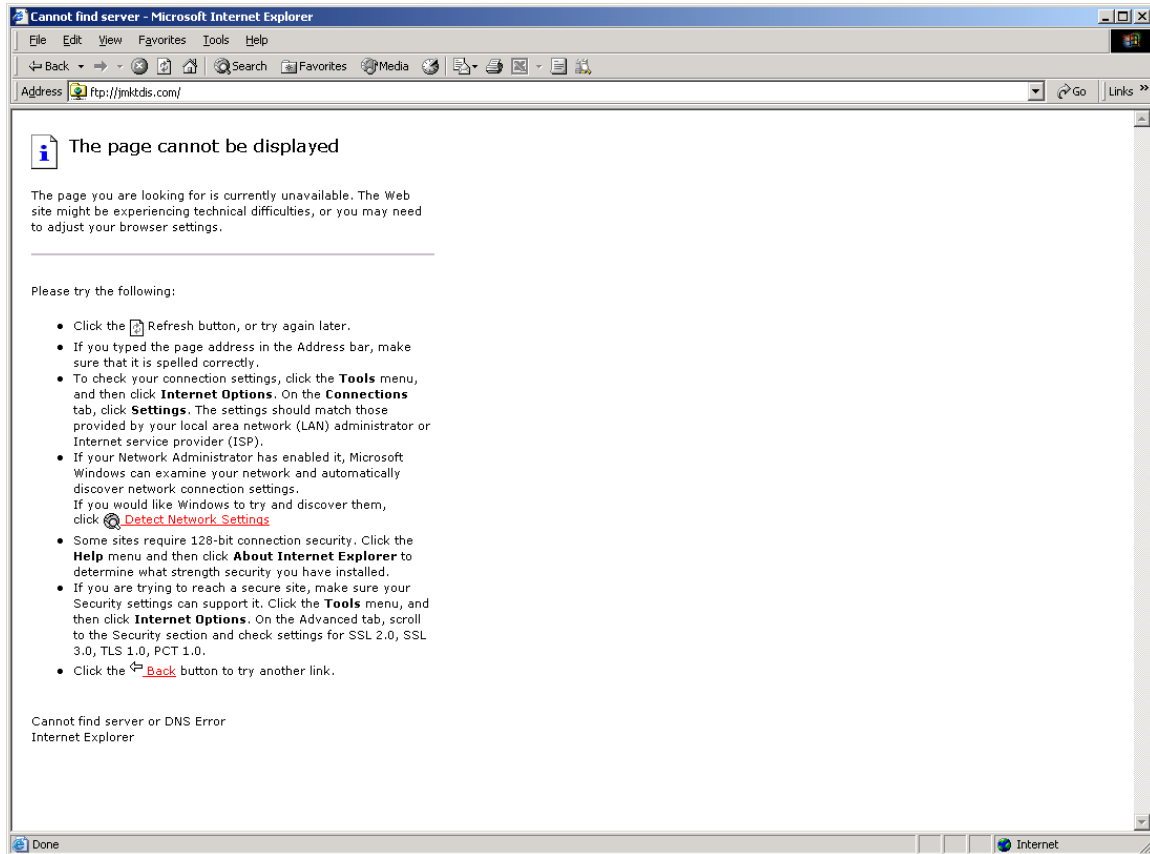 Cannot find server - Microsoft Internet Explorer
File Edit View Favorites Tools Help
Back Search Favorites Media
Address ftp://jmktdis.com/ Go Links »
The page cannot be displayed
The page you are looking for is currently unavailable. The Web
site might be experiencing technical difficulties, or you may need
to adjust your browser settings.
Please try the following:
• Click the Refresh button, or try again later.
• If you typed the page address in the Address bar, make
sure that it is spelled correctly.
• To check your connection settings, click the Tools menu,
and then click Internet Options. On the Connections
tab, click Settings. The settings should match those
provided by your local area network (LAN) administrator or
Internet service provider (ISP).
• If your Network Administrator has enabled it, Microsoft
Windows can examine your network and automatically
discover network connection settings.
If you would like Windows to try and discover them,
click Detect Network Settings
• Some sites require 128-bit connection security. Click the
Help menu and then click About Internet Explorer to
determine what strength security you have installed.
• If you are trying to reach a secure site, make sure your
Security settings can support it. Click the Tools menu, and
then click Internet Options. On the Advanced tab, scroll
to the Security section and check settings for SSL 2.0, SSL
3.0, TLS 1.0, PCT 1.0.
• Click the Back button to try another link.
Cannot find server or DNS Error
Internet Explorer
Done Internet